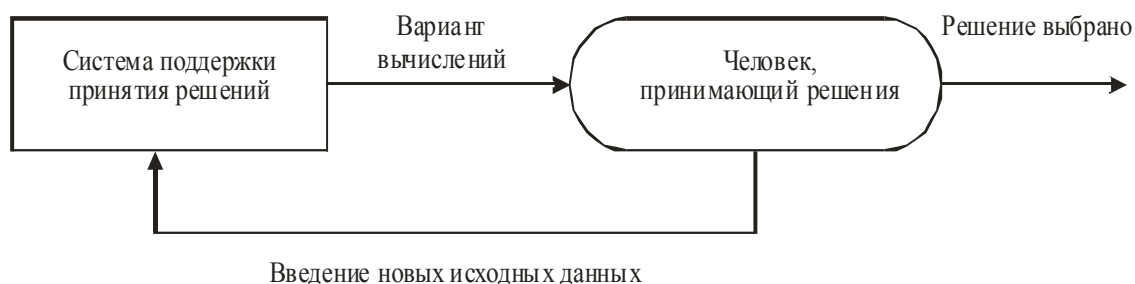 Система поддержки
принятия решений
Вариант
вычислений
Человек,
принимающий решения
Решение выбрано
Введение новых исходных данных